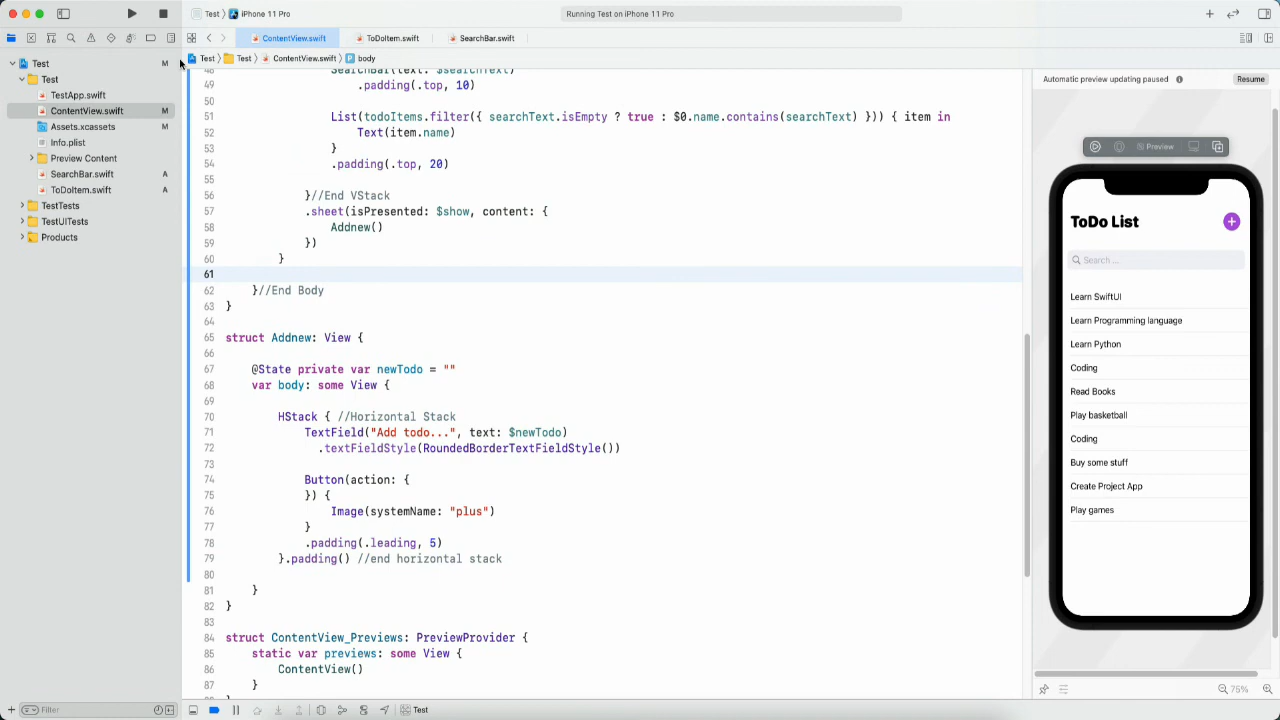 Test
iPhone 11 Pro
Running Test on iPhone 11 Pro
ContentView.swift
ToDoItem.swift
SearchBar.swift
Test
M
Test
Test
ContentView.swift
body
Test
TestApp.swift
ContentView.swift
M
Assets.xcassets
M
Info.plist
Preview Content
SearchBar.swift
A
ToDoItem.swift
A
TestTests
TestUITests
Products
48 SearchBar(text: $searchText)
49 .padding(.top, 10)
50
51 List(todoItems.filter({ searchText.isEmpty ? true : $0.name.contains(searchText) })) { item in
52 Text(item.name)
53 }
54 .padding(.top, 20)
55
56 }//End VStack
57 .sheet(isPresented: $show, content: {
58 Addnew()
59 })
60 }
61
62 }//End Body
63 }
64
65 struct Addnew: View {
66
67 @State private var newTodo = ""
68 var body: some View {
69
70 HStack { //Horizontal Stack
71 TextField("Add todo...", text: $newTodo)
72 .textFieldStyle(RoundedBorderTextFieldStyle())
73
74 Button(action: {
75 }) {
76 Image(systemName: "plus")
77 }
78 .padding(.leading, 5)
79 }.padding() //end horizontal stack
80
81 }
82 }
83
84 struct ContentView_Previews: PreviewProvider {
85 static var previews: some View {
86 ContentView()
87 }
Automatic preview updating paused
Resume
Preview
ToDo List
Search ...
Learn SwiftUI
Learn Programming language
Learn Python
Coding
Read Books
Play basketball
Coding
Buy some stuff
Create Project App
Play games
Filter
Test
75%